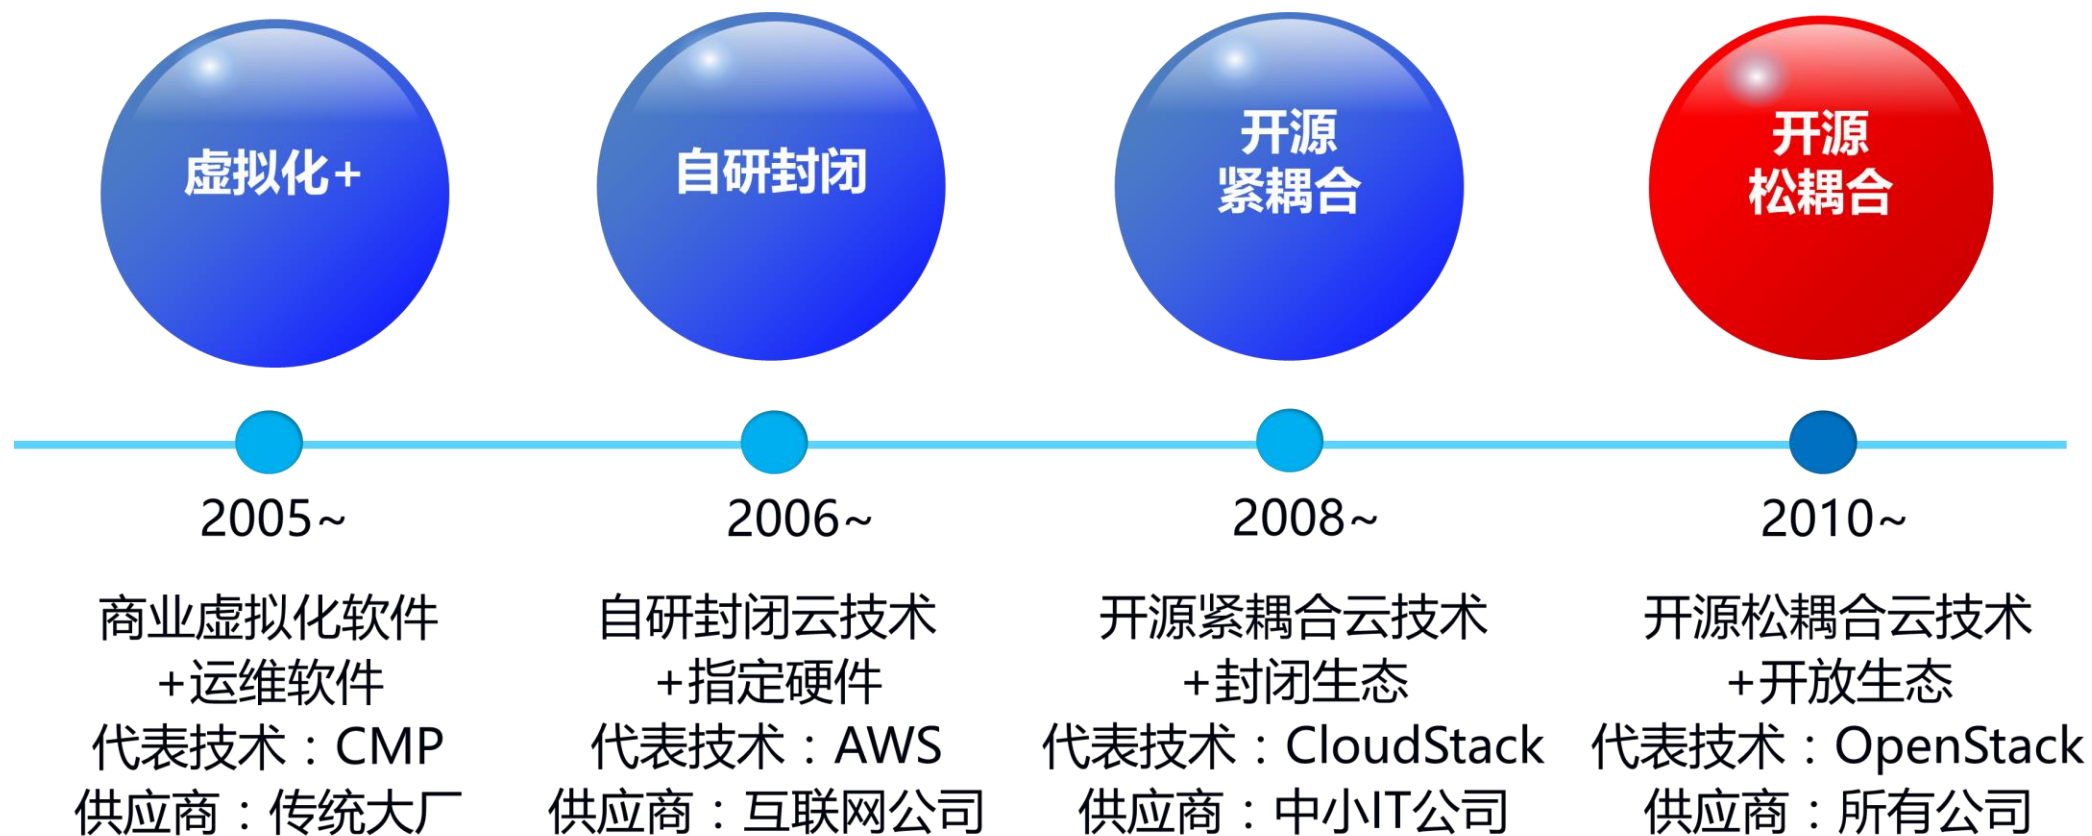 虚拟化+
自研封闭
开源
紧耦合
开源
松耦合
2005~
2006~
2008~
2010~
商业虚拟化软件
+运维软件
代表技术：CMP
供应商：传统大厂
自研封闭云技术
+指定硬件
代表技术：AWS
供应商：互联网公司
开源紧耦合云技术
+封闭生态
代表技术：CloudStack
供应商：中小IT公司
开源松耦合云技术
+开放生态
代表技术：OpenStack
供应商：所有公司